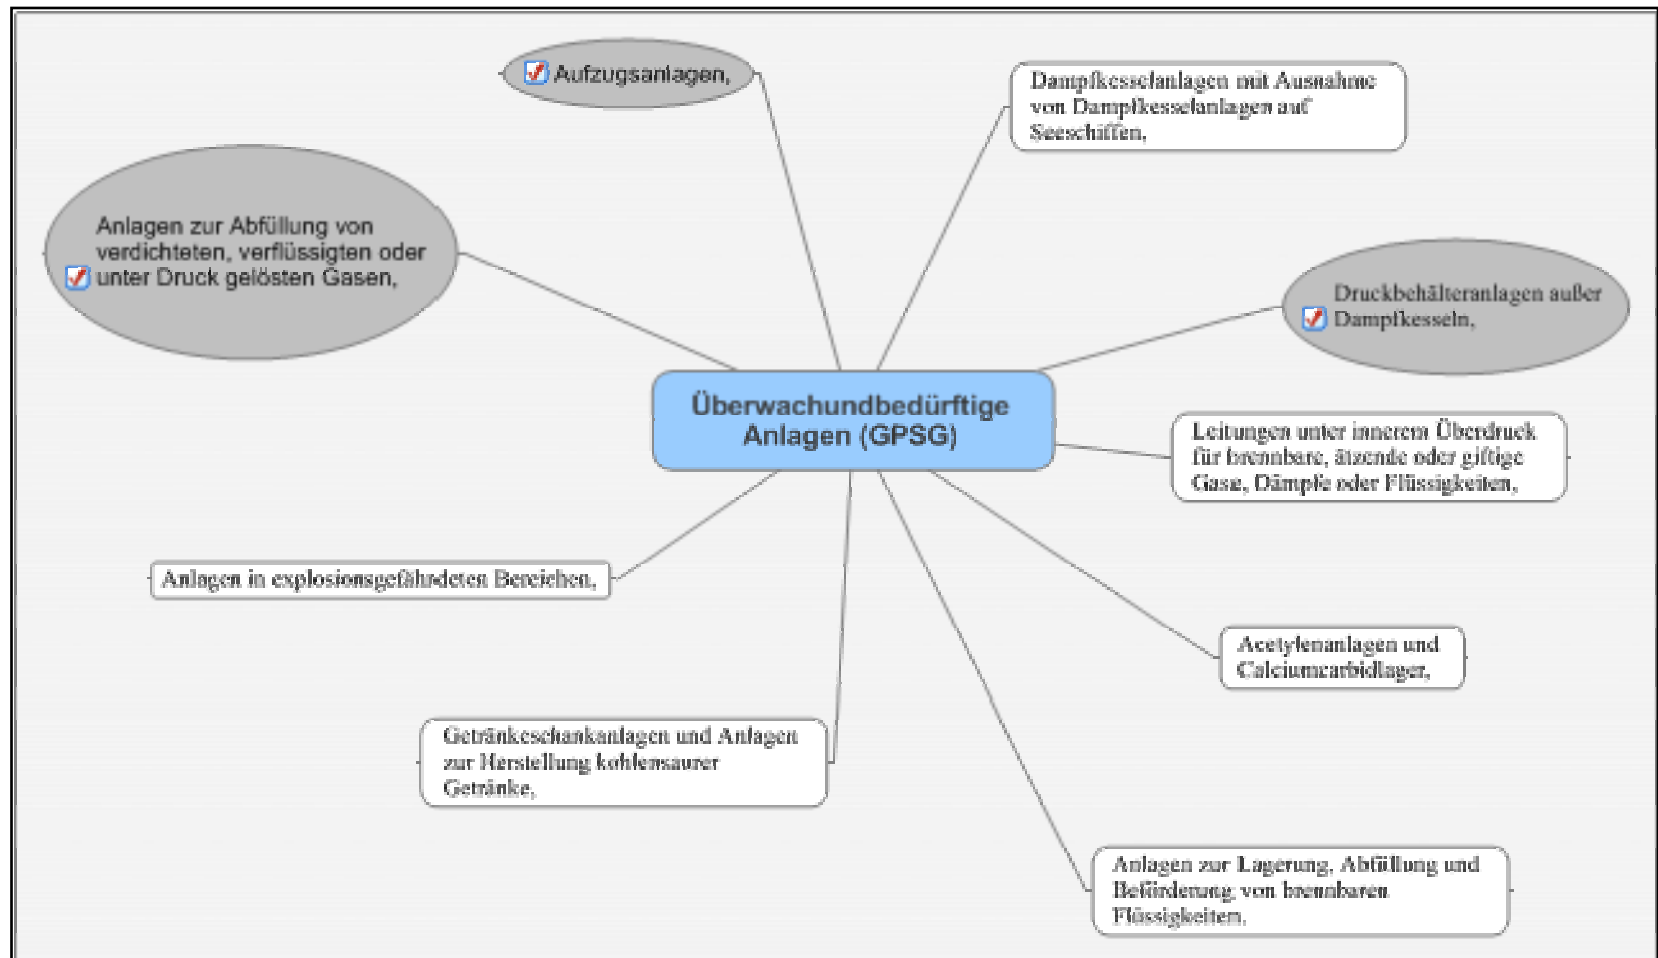 Aufzugsanlagen,
Dampfkesselanlagen mit Ausnahme
von Dampfkesselanlagen auf
Seeschiffen,
Anlagen zur Abfüllung von
verdichteten, verflüssigten oder
unter Druck gelösten Gasen,
Druckbehälteranlagen außer
Dampfkesseln,
Überwachundbedürftige
Anlagen (GPSG)
Leitungen unter innerem Überdruck
für brennbare, ätzende oder giftige
Gase, Dämpfe oder Flüssigkeiten,
Anlagen in explosionsgefährdeten Bereichen,
Acetylenanlagen und
Calciumcarbidlager,
Getränkeschankanlagen und Anlagen
zur Herstellung kohlensaurer
Getränke,
Anlagen zur Lagerung, Abfüllung und
Beförderung von brennbaren
Flüssigkeiten.